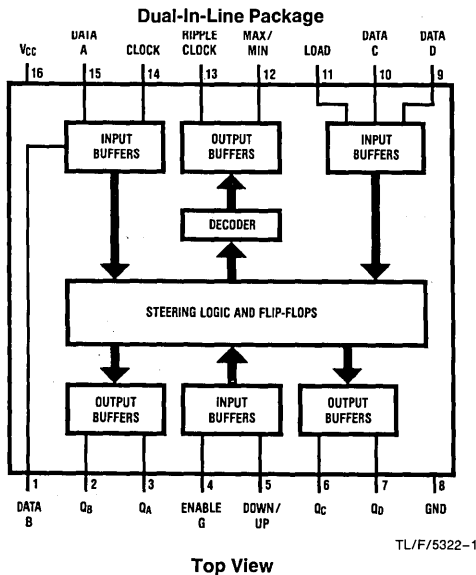 Dual-In-Line Package
DATA RIPPLE MAX/ DATA DATA
VCC A CLOCK CLOCK MIN LOAD C D
16 15 14 13 12 11 10 9
INPUT BUFFERS
OUTPUT BUFFERS
INPUT BUFFERS
DECODER
STEERING LOGIC AND FLIP-FLOPS
OUTPUT BUFFERS
INPUT BUFFERS
OUTPUT BUFFERS
1 2 3 4 5 6 7 8
DATA QB QA ENABLE DOWN/ QC QD GND
B G UP
TL/F/5322–1
Top View